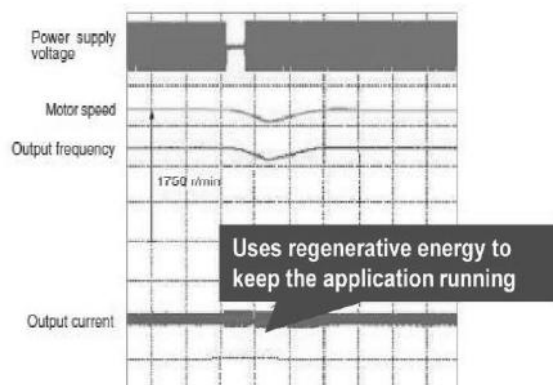 Power supply
voltage
Motor speed
Output frequency
1750 r/min
Uses regenerative energy to
keep the application running
Output current